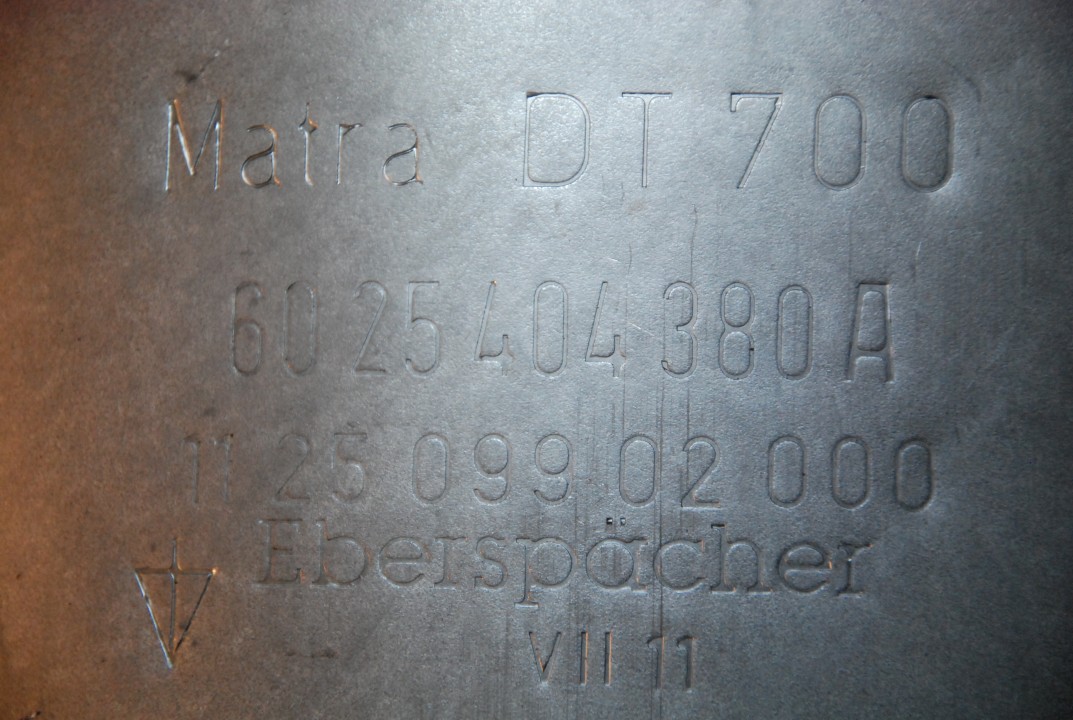 Matra DT 700
60 25 404 380 A
11 25 099 02 000
Eberspächer
VII 11